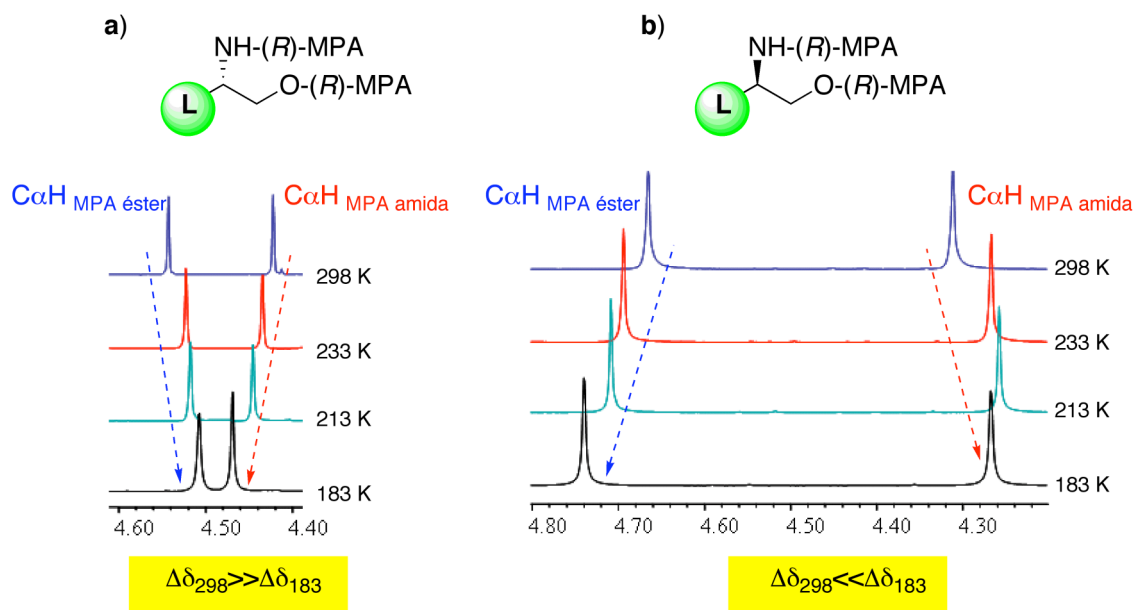 a)
NH-(R)-MPA
O-(R)-MPA
L
CαH MPA éster
CαH MPA amida
298 K
233 K
213 K
183 K
4.60 4.50 4.40
Δδ298>>Δδ183
b)
NH-(R)-MPA
O-(R)-MPA
L
CαH MPA éster
CαH MPA amida
298 K
233 K
213 K
183 K
4.80 4.70 4.60 4.50 4.40 4.30
Δδ298<<Δδ183